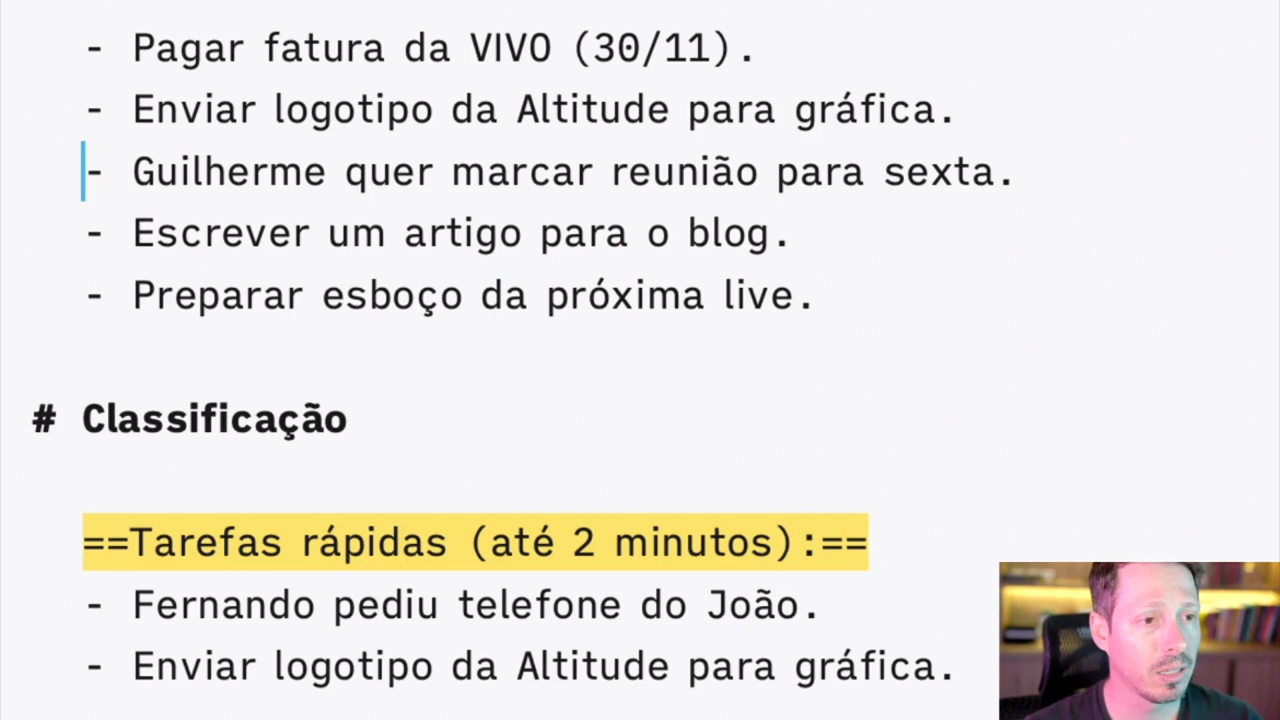 - Pagar fatura da VIVO (30/11).
- Enviar logotipo da Altitude para gráfica.
- Guilherme quer marcar reunião para sexta.
- Escrever um artigo para o blog.
- Preparar esboço da próxima live.
# Classificação
==Tarefas rápidas (até 2 minutos):==
- Fernando pediu telefone do João.
- Enviar logotipo da Altitude para gráfica.